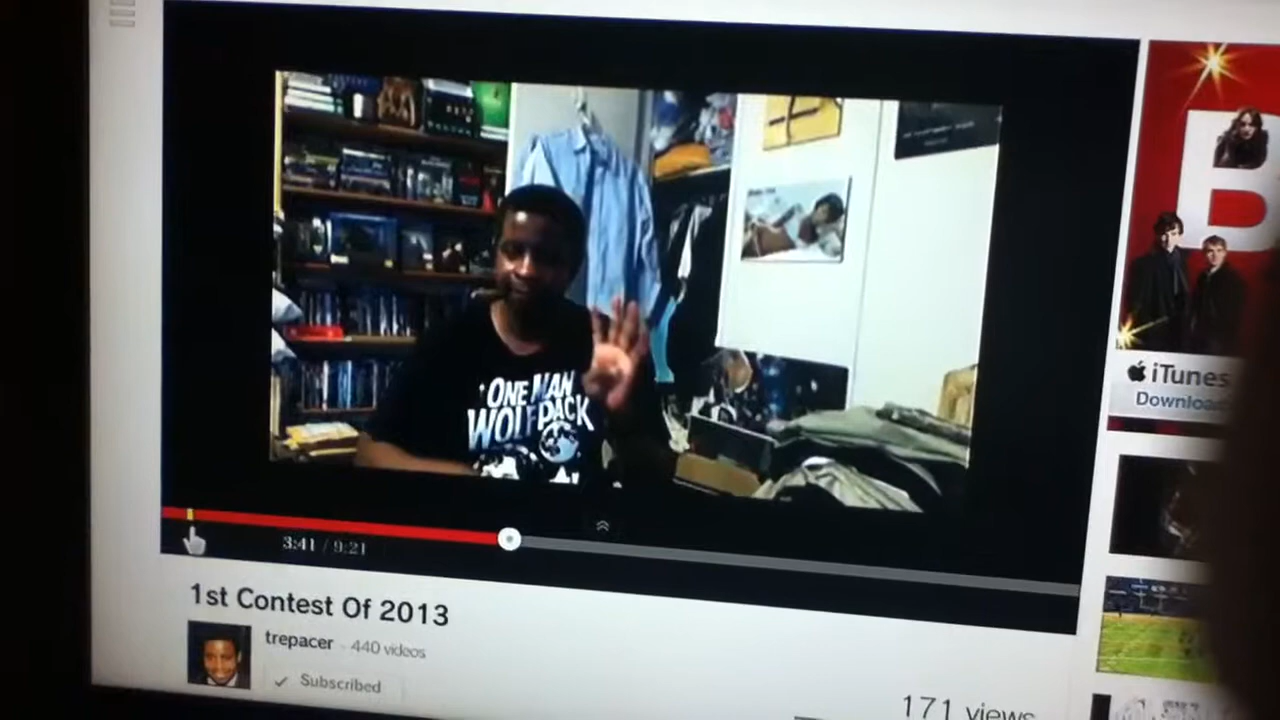 ONE MAN
WOLFPACK
B
iTunes
Download
3:41 / 9:21
1st Contest Of 2013
trepacer - 440 videos
Subscribed
171 views